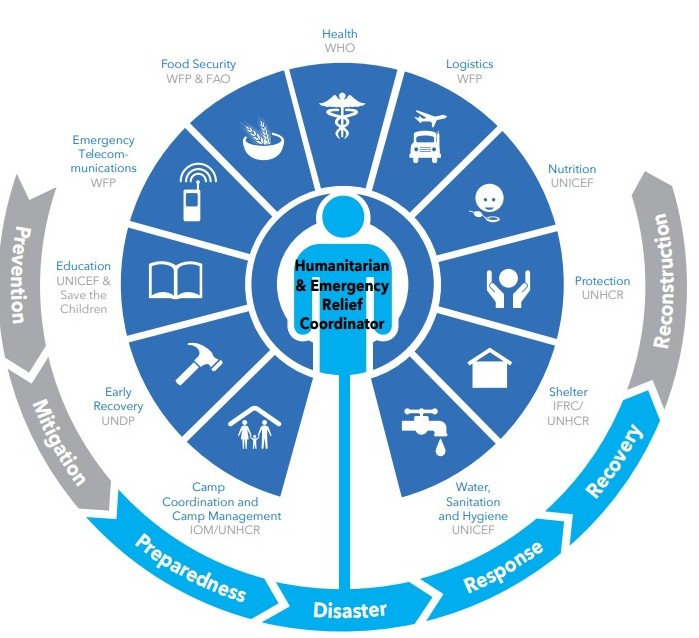 Health
WHO
Food Security
WFP & FAO
Logistics
WFP
Emergency
Telecom-
munications
WFP
Nutrition
UNICEF
Education
UNICEF &
Save the
Children
Humanitarian
& Emergency
Relief
Coordinator
Protection
UNHCR
Early
Recovery
UNDP
Shelter
IFRC/
UNHCR
Camp
Coordination and
Camp Management
IOM/UNHCR
Water,
Sanitation
and Hygiene
UNICEF
Prevention
Mitigation
Preparedness
Disaster
Response
Recovery
Reconstruction